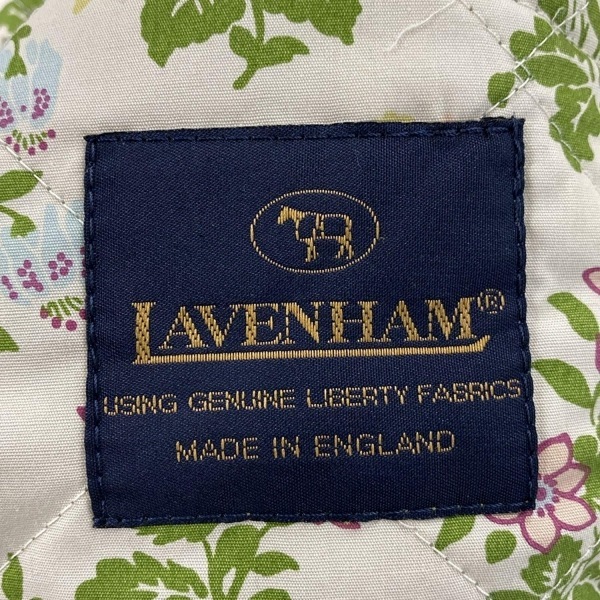 LAVENHAM®
USING GENUINE LIBERTY FABRICS
MADE IN ENGLAND